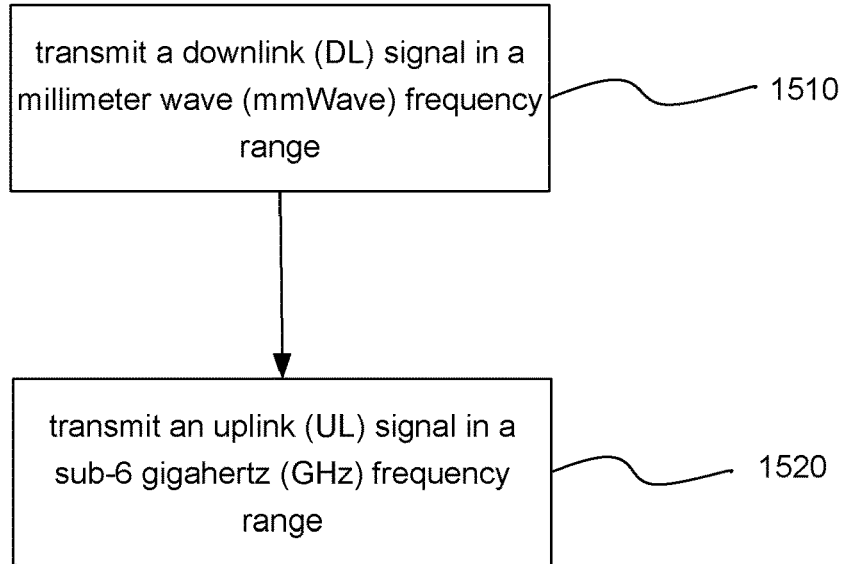 transmit a downlink (DL) signal in a
millimeter wave (mmWave) frequency
range
1510
transmit an uplink (UL) signal in a
sub-6 gigahertz (GHz) frequency
range
1520